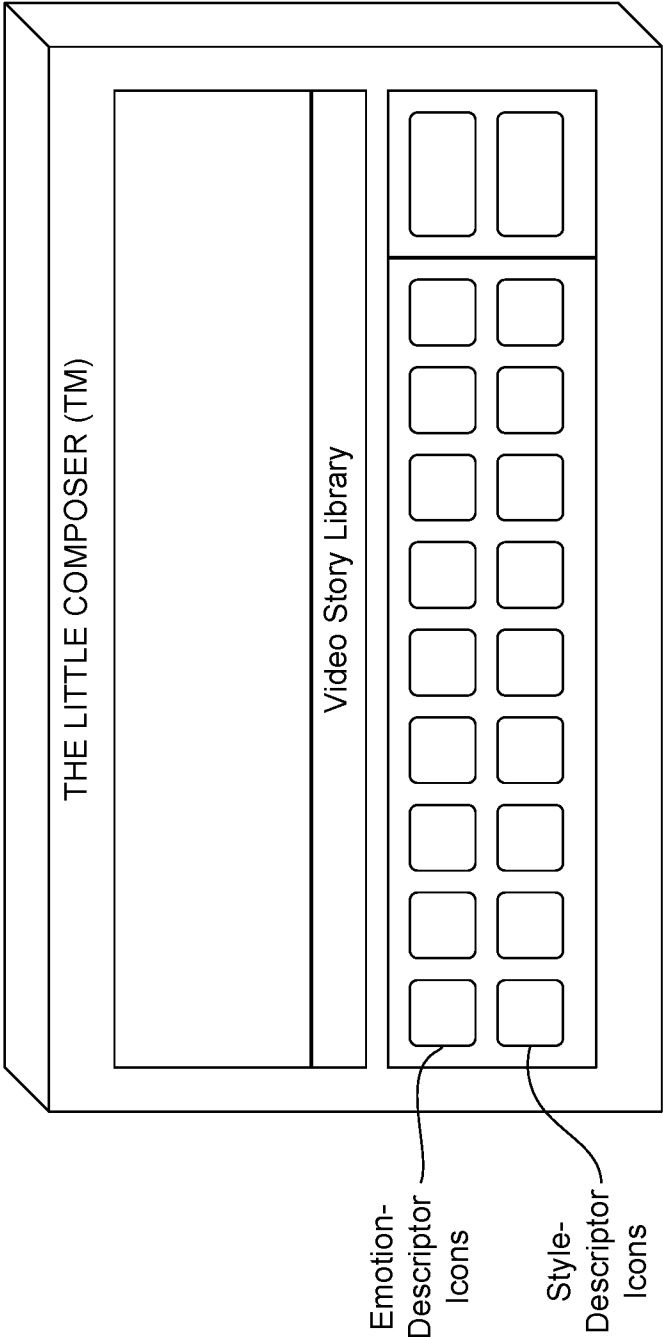 THE LITTLE COMPOSER (TM)
Video Story Library
Emotion-
Descriptor
Icons
Style-
Descriptor
Icons